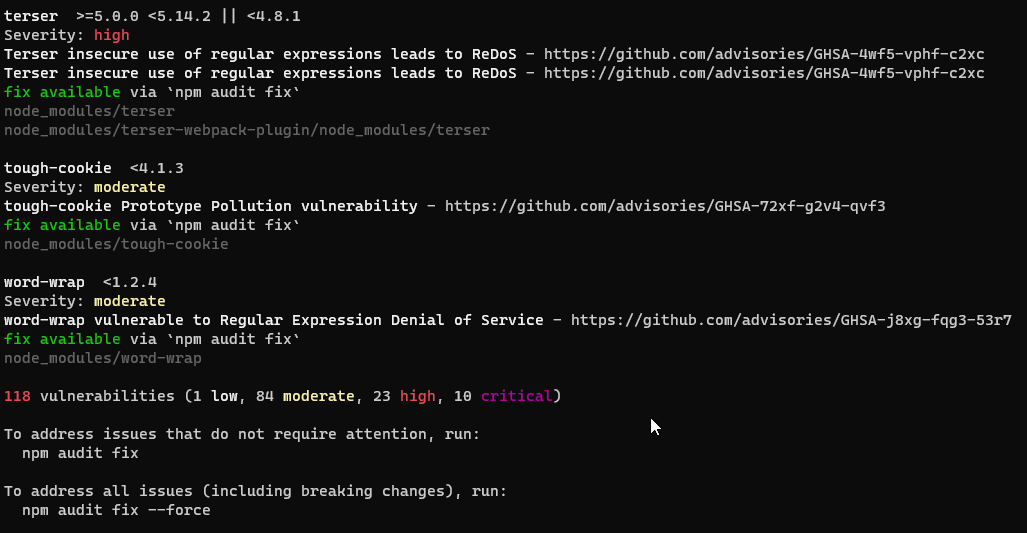 terser  >=5.0.0 <5.14.2 || <4.8.1
Severity: high
Terser insecure use of regular expressions leads to ReDoS - https://github.com/advisories/GHSA-4wf5-vphf-c2xc
Terser insecure use of regular expressions leads to ReDoS - https://github.com/advisories/GHSA-4wf5-vphf-c2xc
fix available via `npm audit fix`
node_modules/terser
node_modules/terser-webpack-plugin/node_modules/terser

tough-cookie  <4.1.3
Severity: moderate
tough-cookie Prototype Pollution vulnerability - https://github.com/advisories/GHSA-72xf-g2v4-qvf3
fix available via `npm audit fix`
node_modules/tough-cookie

word-wrap  <1.2.4
Severity: moderate
word-wrap vulnerable to Regular Expression Denial of Service - https://github.com/advisories/GHSA-j8xg-fqg3-53r7
fix available via `npm audit fix`
node_modules/word-wrap

118 vulnerabilities (1 low, 84 moderate, 23 high, 10 critical)

To address issues that do not require attention, run:
  npm audit fix

To address all issues (including breaking changes), run:
  npm audit fix --force